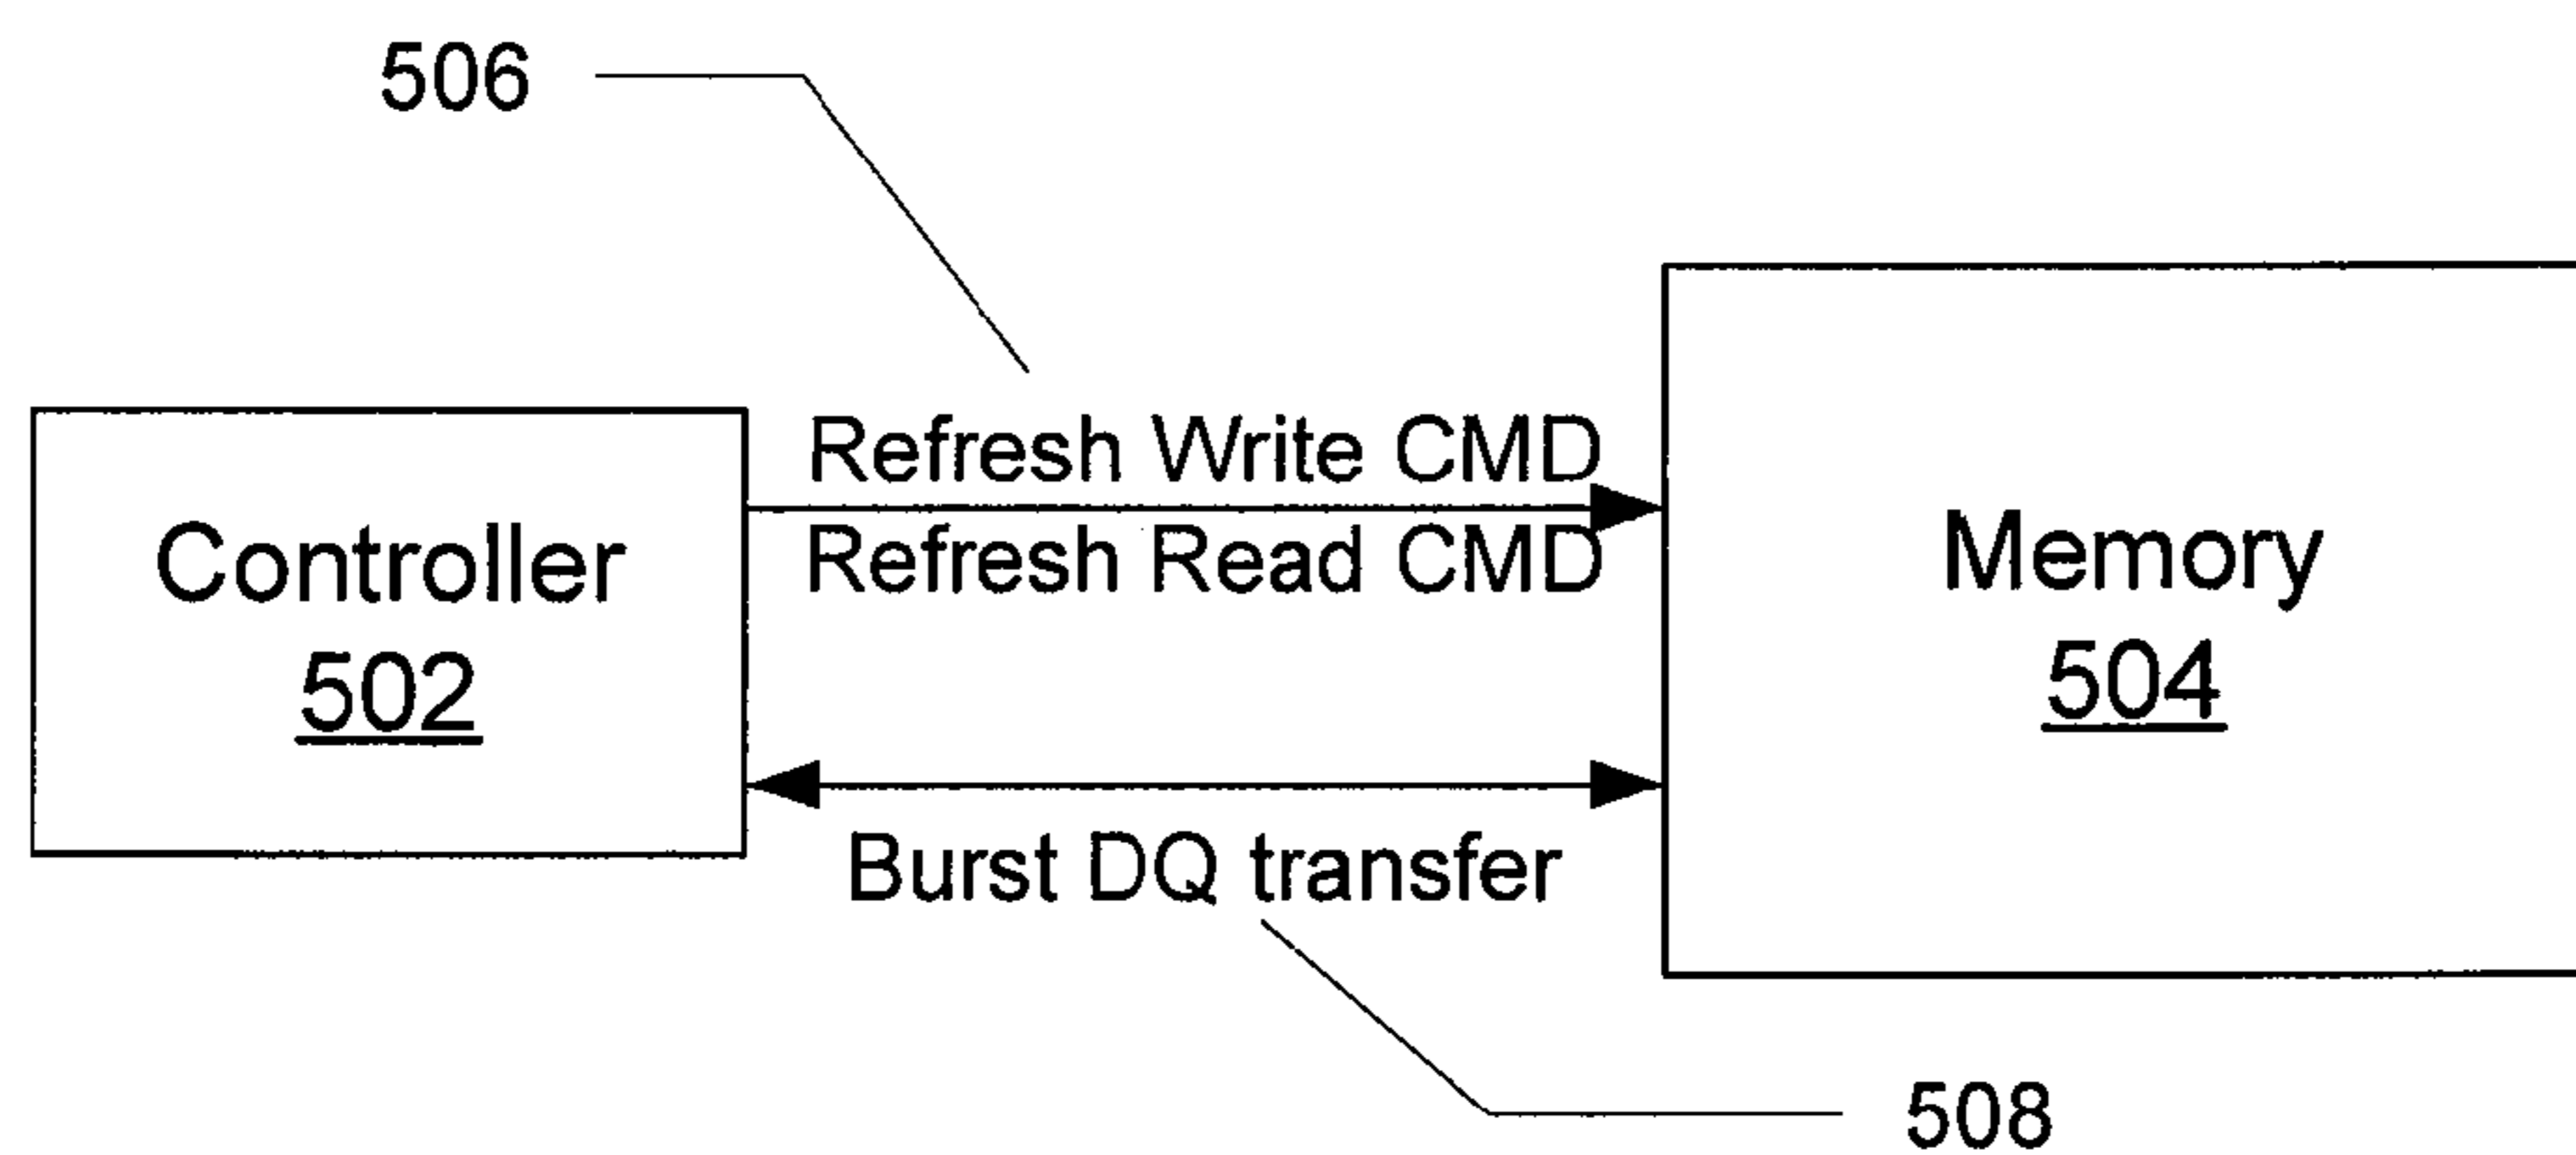 506
Refresh Write CMD
Refresh Read CMD
Controller
502
Memory
504
Burst DQ transfer
508